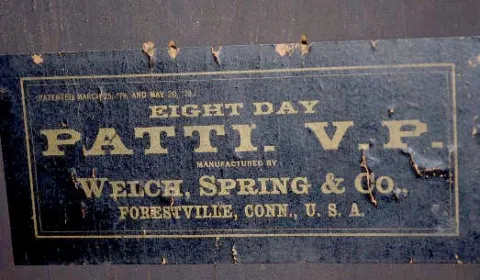 (PATENTED MARCH 25, '79, AND MAY 20, '79.)
EIGHT DAY
PATTI. V. P.
MANUFACTURED BY
WELCH, SPRING & CO.,
FORESTVILLE, CONN., U. S. A.